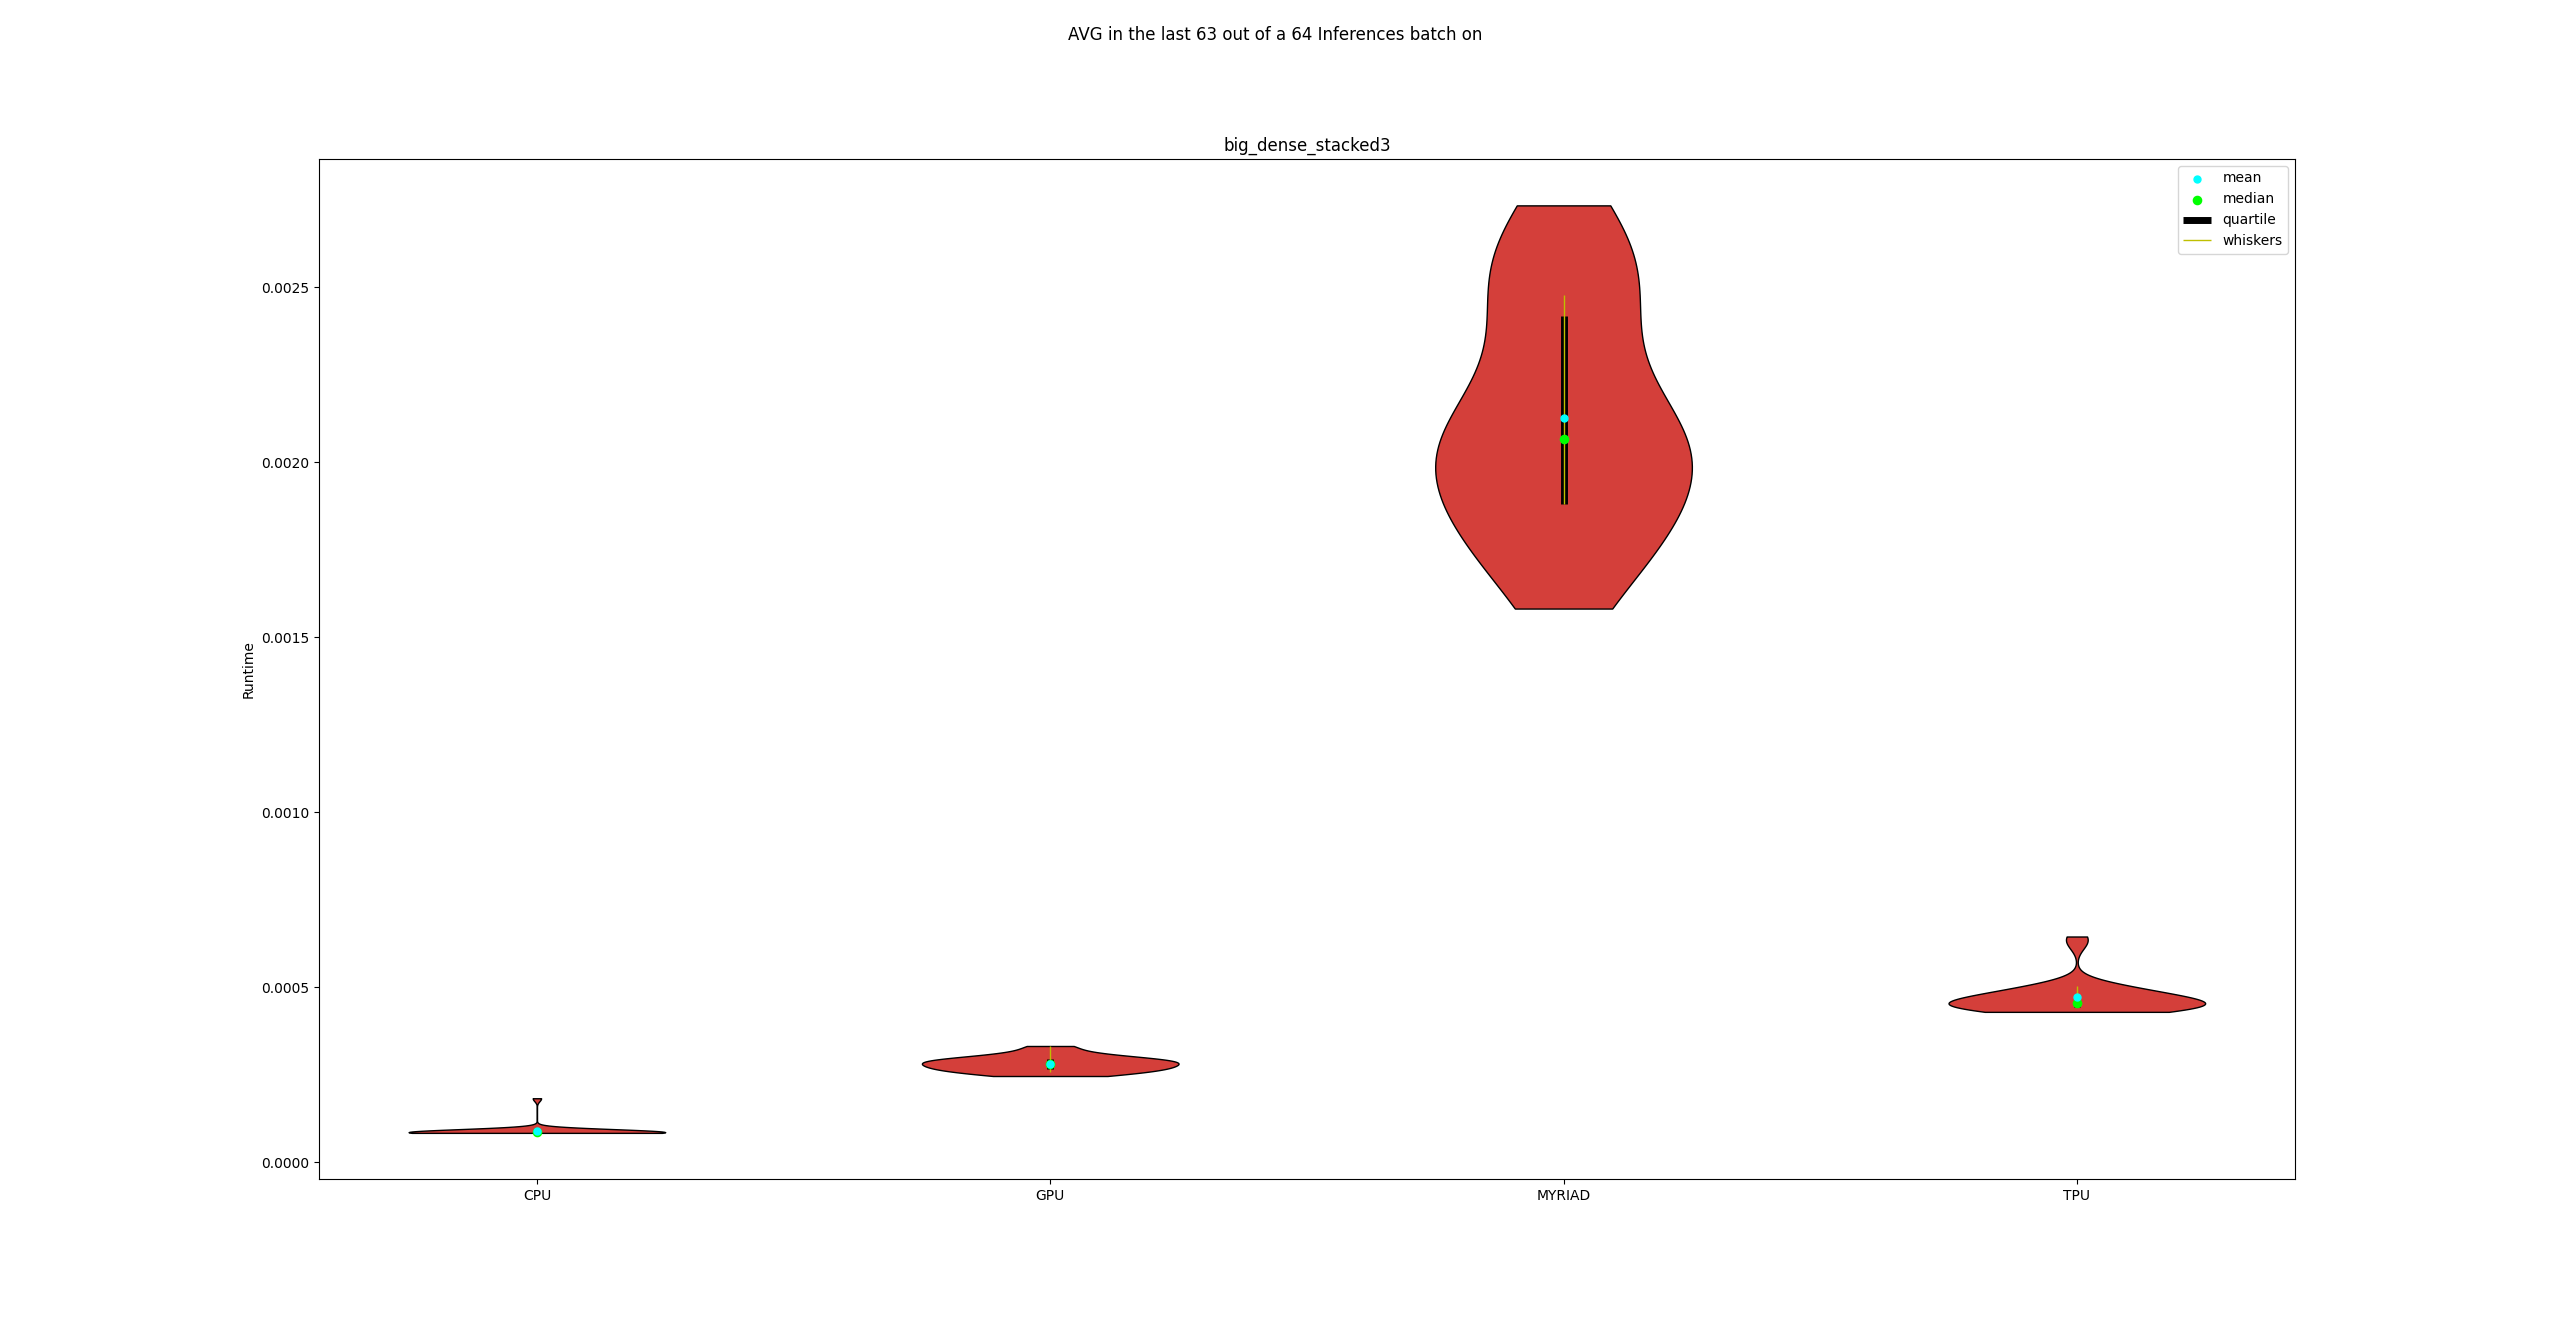 AVG in the last 63 out of a 64 Inferences batch on
big_dense_stacked3
mean
median
quartile
whiskers
0.0025
0.0020
0.0015
0.0010
0.0005
0.0000
Runtime
CPU GPU MYRIAD TPU